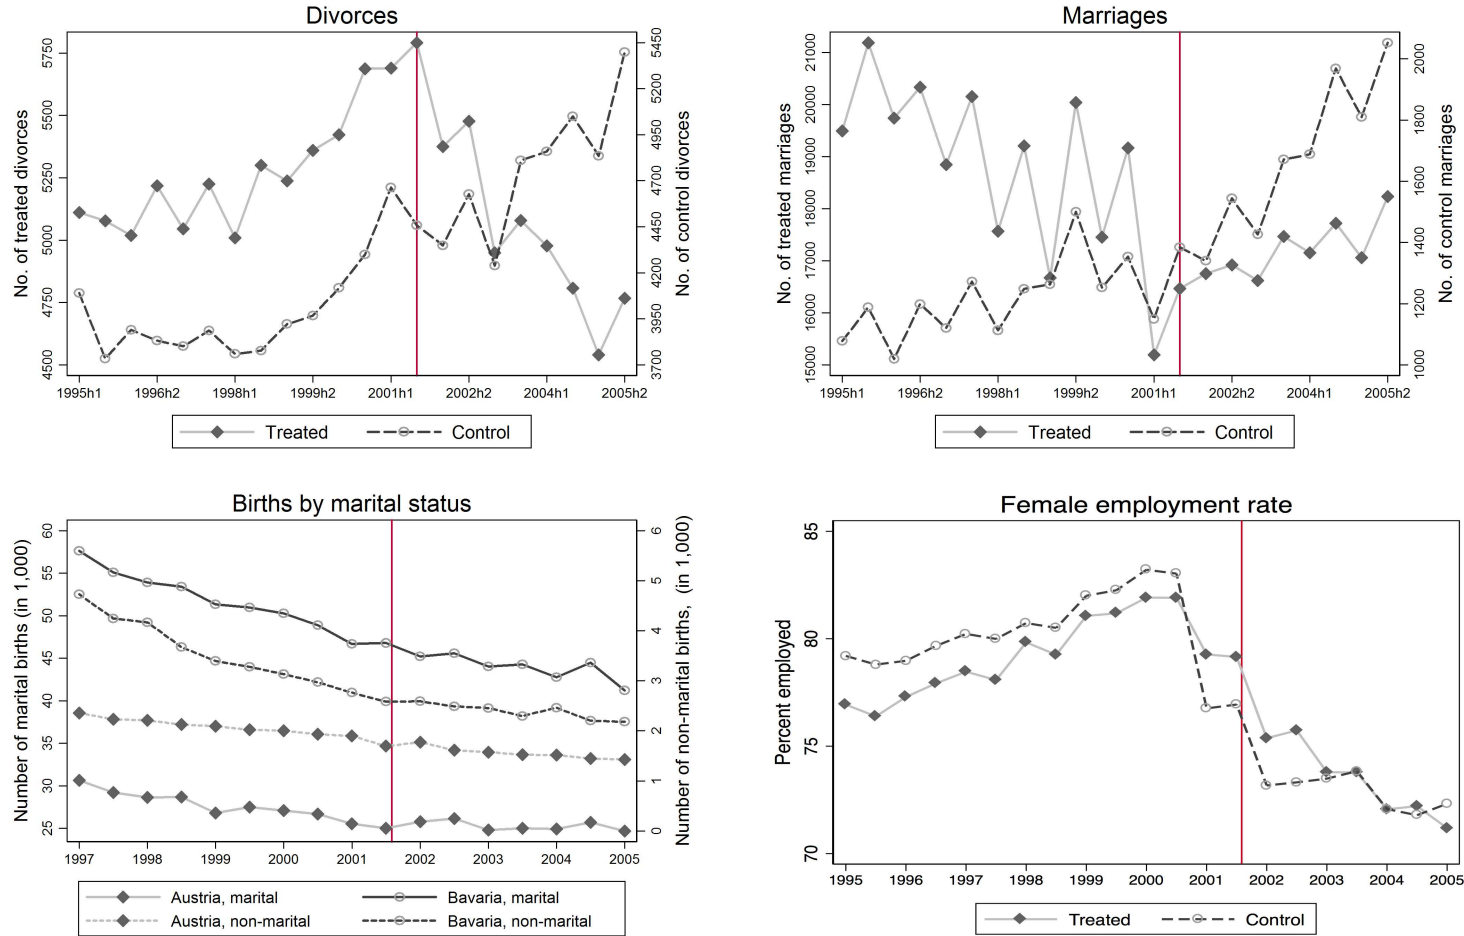 Divorces
No. of treated divorces
5750
5500
5250
5000
4750
4500
5450
5200
4950
4700
4450
4200
3950
3700
No. of control divorces
1995h1 1996h2 1998h1 1999h2 2001h1 2002h2 2004h1 2005h2
Treated Control
Marriages
No. of treated marriages
21000
20000
19000
18000
17000
16000
15000
2000
1800
1600
1400
1200
1000
No. of control marriages
1995h1 1996h2 1998h1 1999h2 2001h1 2002h2 2004h1 2005h2
Treated Control
Births by marital status
Number of marital births (in 1,000)
60
55
50
45
40
35
30
25
6
5
4
3
2
1
0
Number of non-marital births, (in 1,000)
1997 1998 1999 2000 2001 2002 2003 2004 2005
Austria, marital Bavaria, marital
Austria, non-marital Bavaria, non-marital
Female employment rate
Percent employed
85
80
75
70
1995 1996 1997 1998 1999 2000 2001 2002 2003 2004 2005
Treated Control